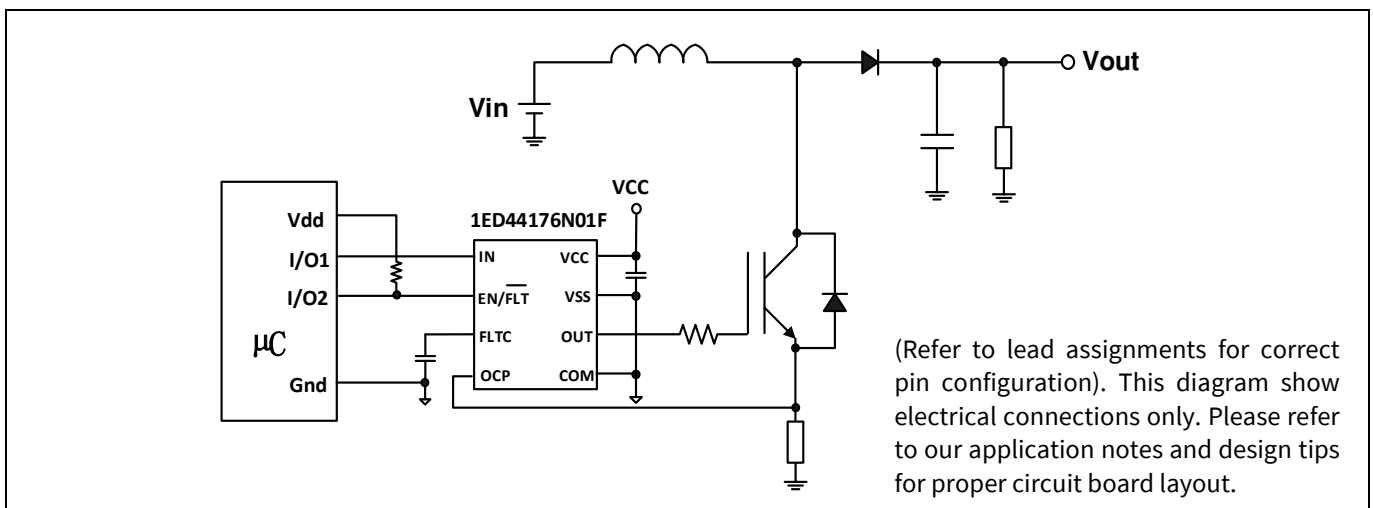 Vout
Vin
VCC
1ED44176N01F
Vdd
I/O1
I/O2
μC
Gnd
IN
EN/FLT
FLTC
OCP
VCC
VSS
OUT
COM
(Refer to lead assignments for correct
pin configuration). This diagram show
electrical connections only. Please refer
to our application notes and design tips
for proper circuit board layout.